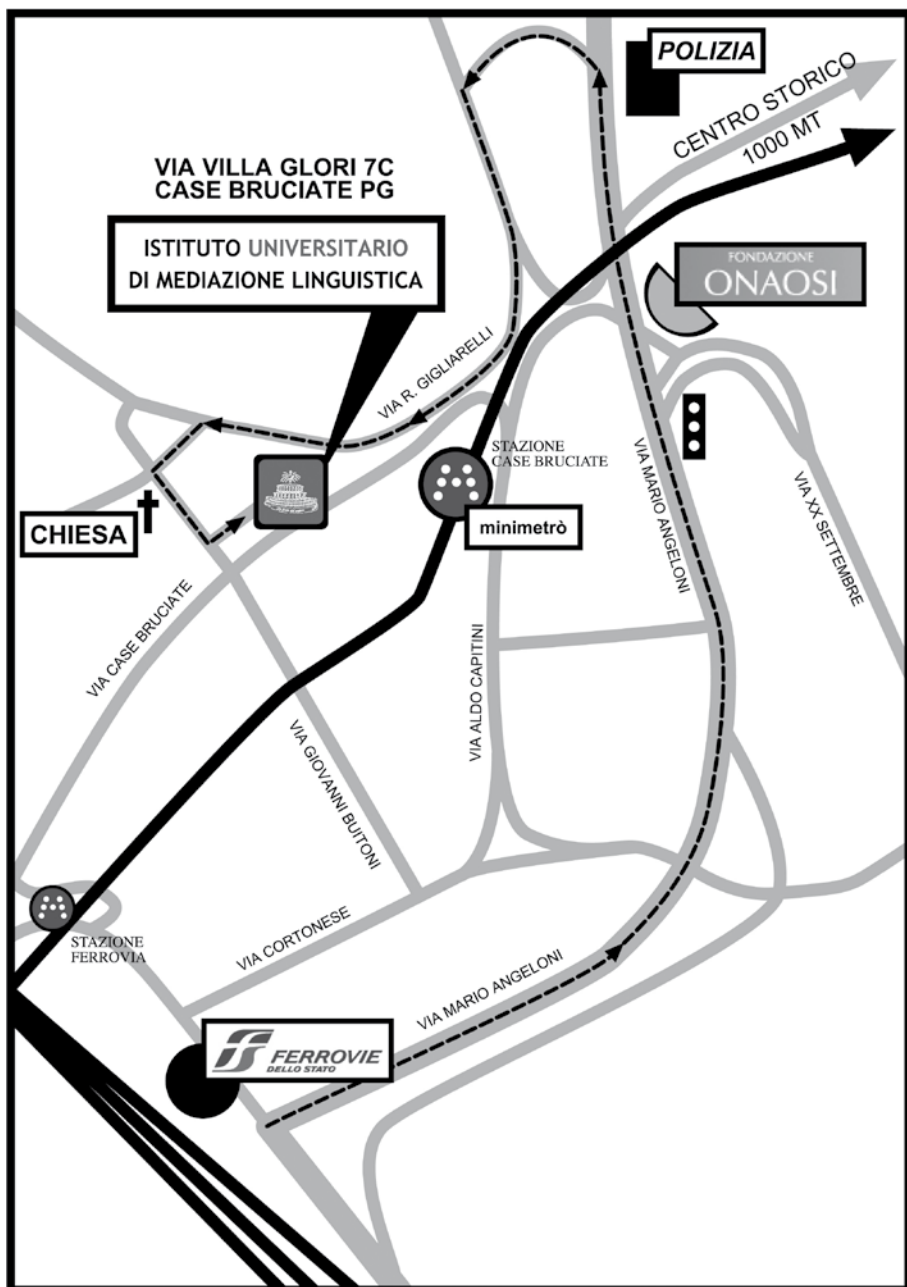 POLIZIA
CENTRO STORICO
1000 MT
VIA VILLA GLORI 7C
CASE BRUCIATE PG
ISTITUTO UNIVERSITARIO
DI MEDIAZIONE LINGUISTICA
FONDAZIONE
ONAOSI
VIA R. GIGLIARELLI
STAZIONE
CASE BRUCIATE
VIA MARIO ANGELONI
VIA XX SETTEMBRE
CHIESA
minimetrò
VIA CASE BRUCIATE
VIA ALDO CAPITINI
VIA GIOVANNI BUITONI
STAZIONE
FERROVIA
VIA CORTONESE
VIA MARIO ANGELONI
FS FERROVIE
DELLO STATO